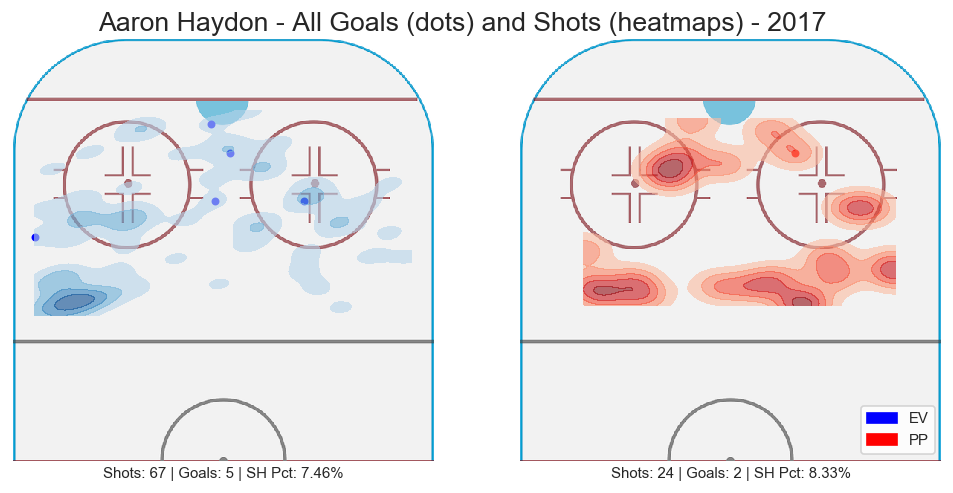 Aaron Haydon - All Goals (dots) and Shots (heatmaps) - 2017
EV
PP
Shots: 67 | Goals: 5 | SH Pct: 7.46%
Shots: 24 | Goals: 2 | SH Pct: 8.33%